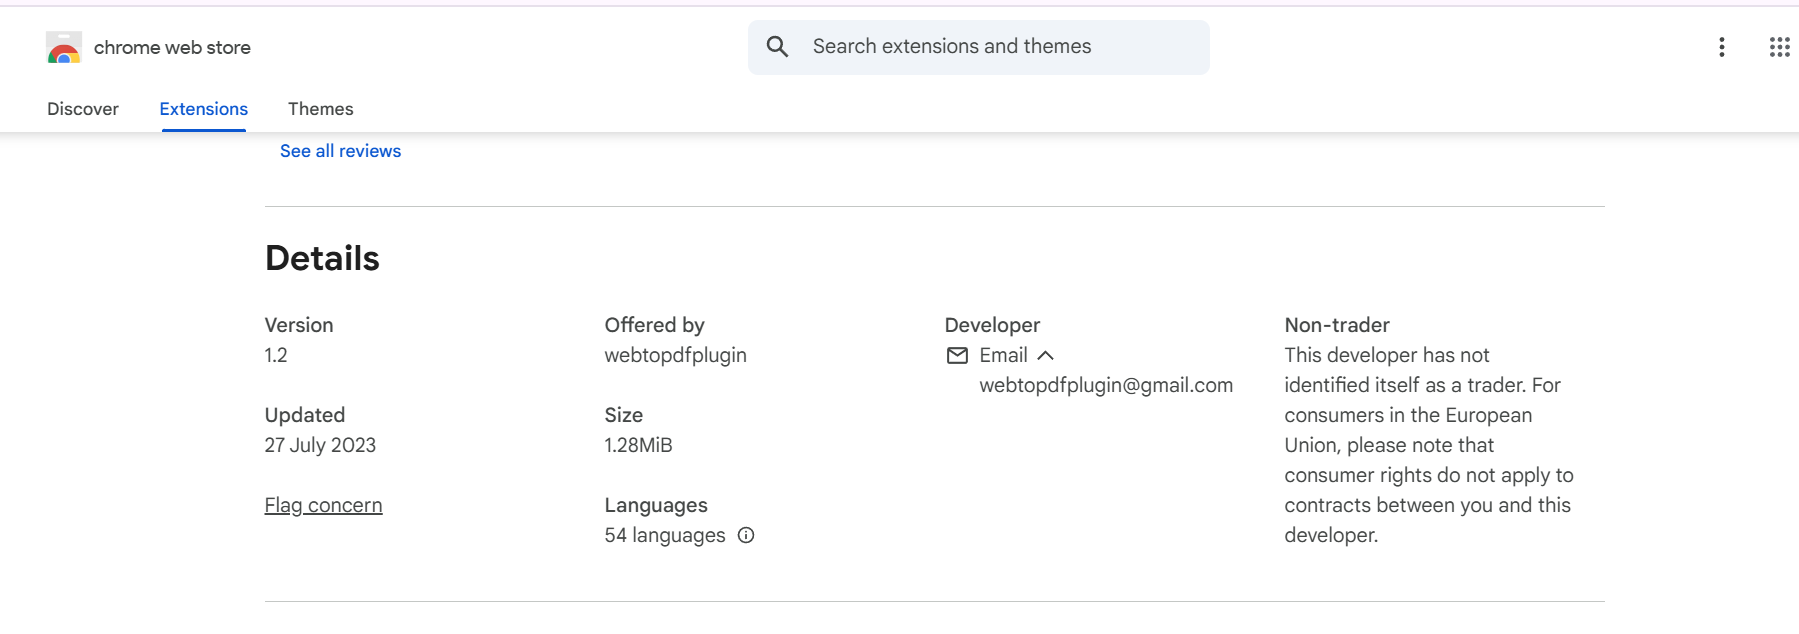 chrome web store
Search extensions and themes
Discover
Extensions
Themes
See all reviews
Details
Version
1.2
Updated
27 July 2023
Flag concern
Offered by
webtopdfplugin
Size
1.28MiB
Languages
54 languages
Developer
Email
webtopdfplugin@gmail.com
Non-trader
This developer has not
identified itself as a trader. For
consumers in the European
Union, please note that
consumer rights do not apply to
contracts between you and this
developer.